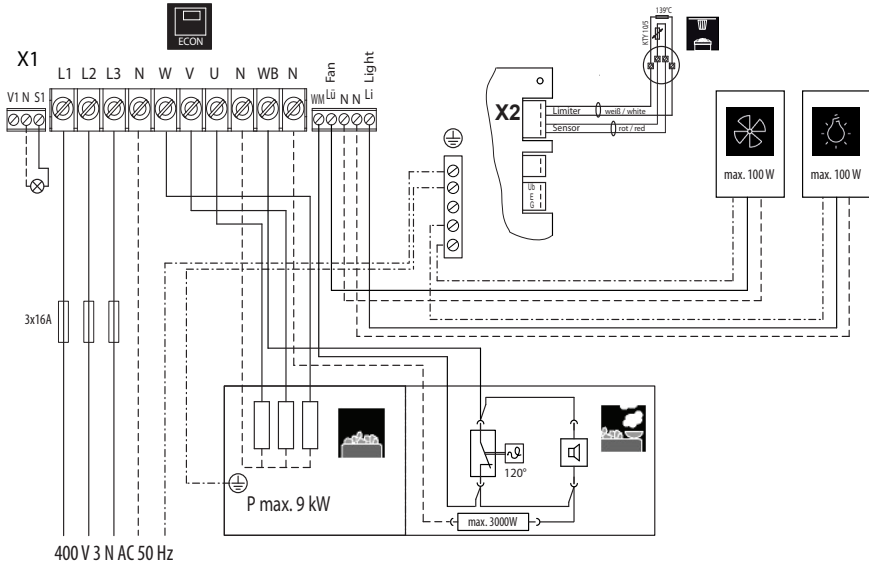 ECON
X1
V1 N S1
L1 L2 L3 N W V U N WB N
WM
Fan
Lü
N N
Light
Li
139°C
KTY 10/5
X2
Limiter
weiß / white
Sensor
rot / red
Üb
E
G
max. 100 W
max. 100 W
3x16A
P max. 9 kW
120°
max. 3000W
400 V 3 N AC 50 Hz